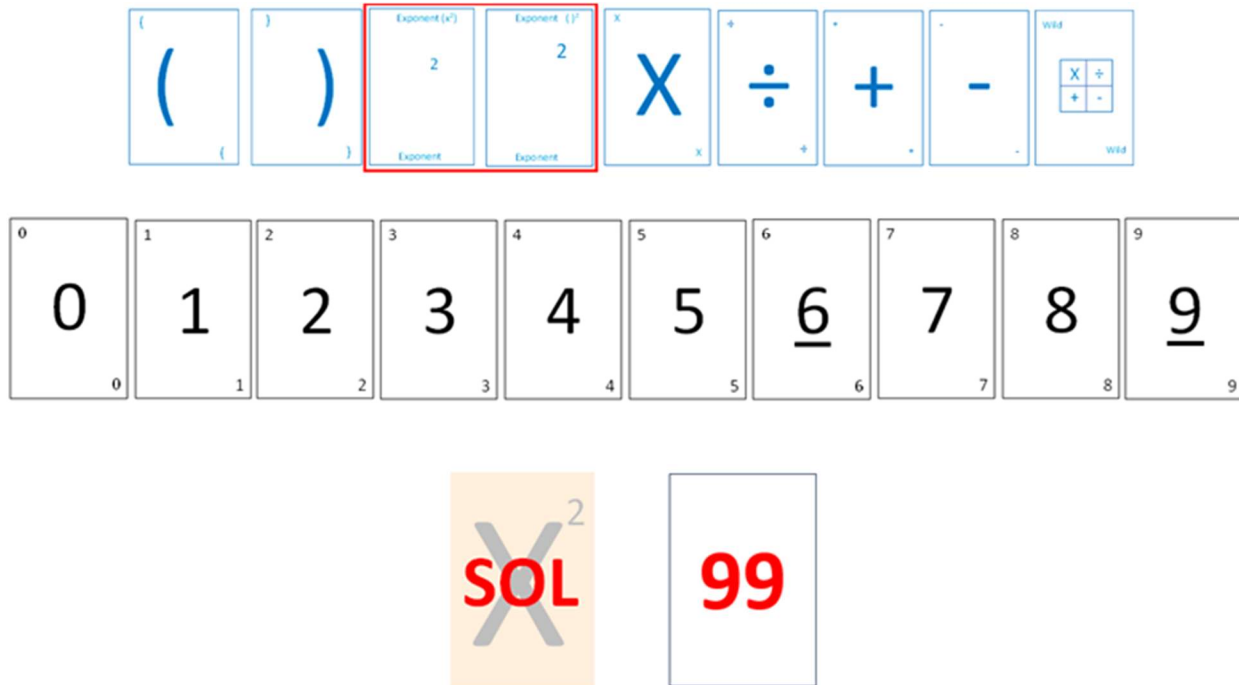 ( } Exponent (x²) Exponent ( )² X ÷ • - Wild
( ) 2 2 X ÷ + - X ÷
+ -
( } Exponent Exponent X ÷ • - Wild
0 1 2 3 4 5 6 7 8 9
0 1 2 3 4 5 6 7 8 9
0 1 2 3 4 5 6 7 8 9
X² SOL 99